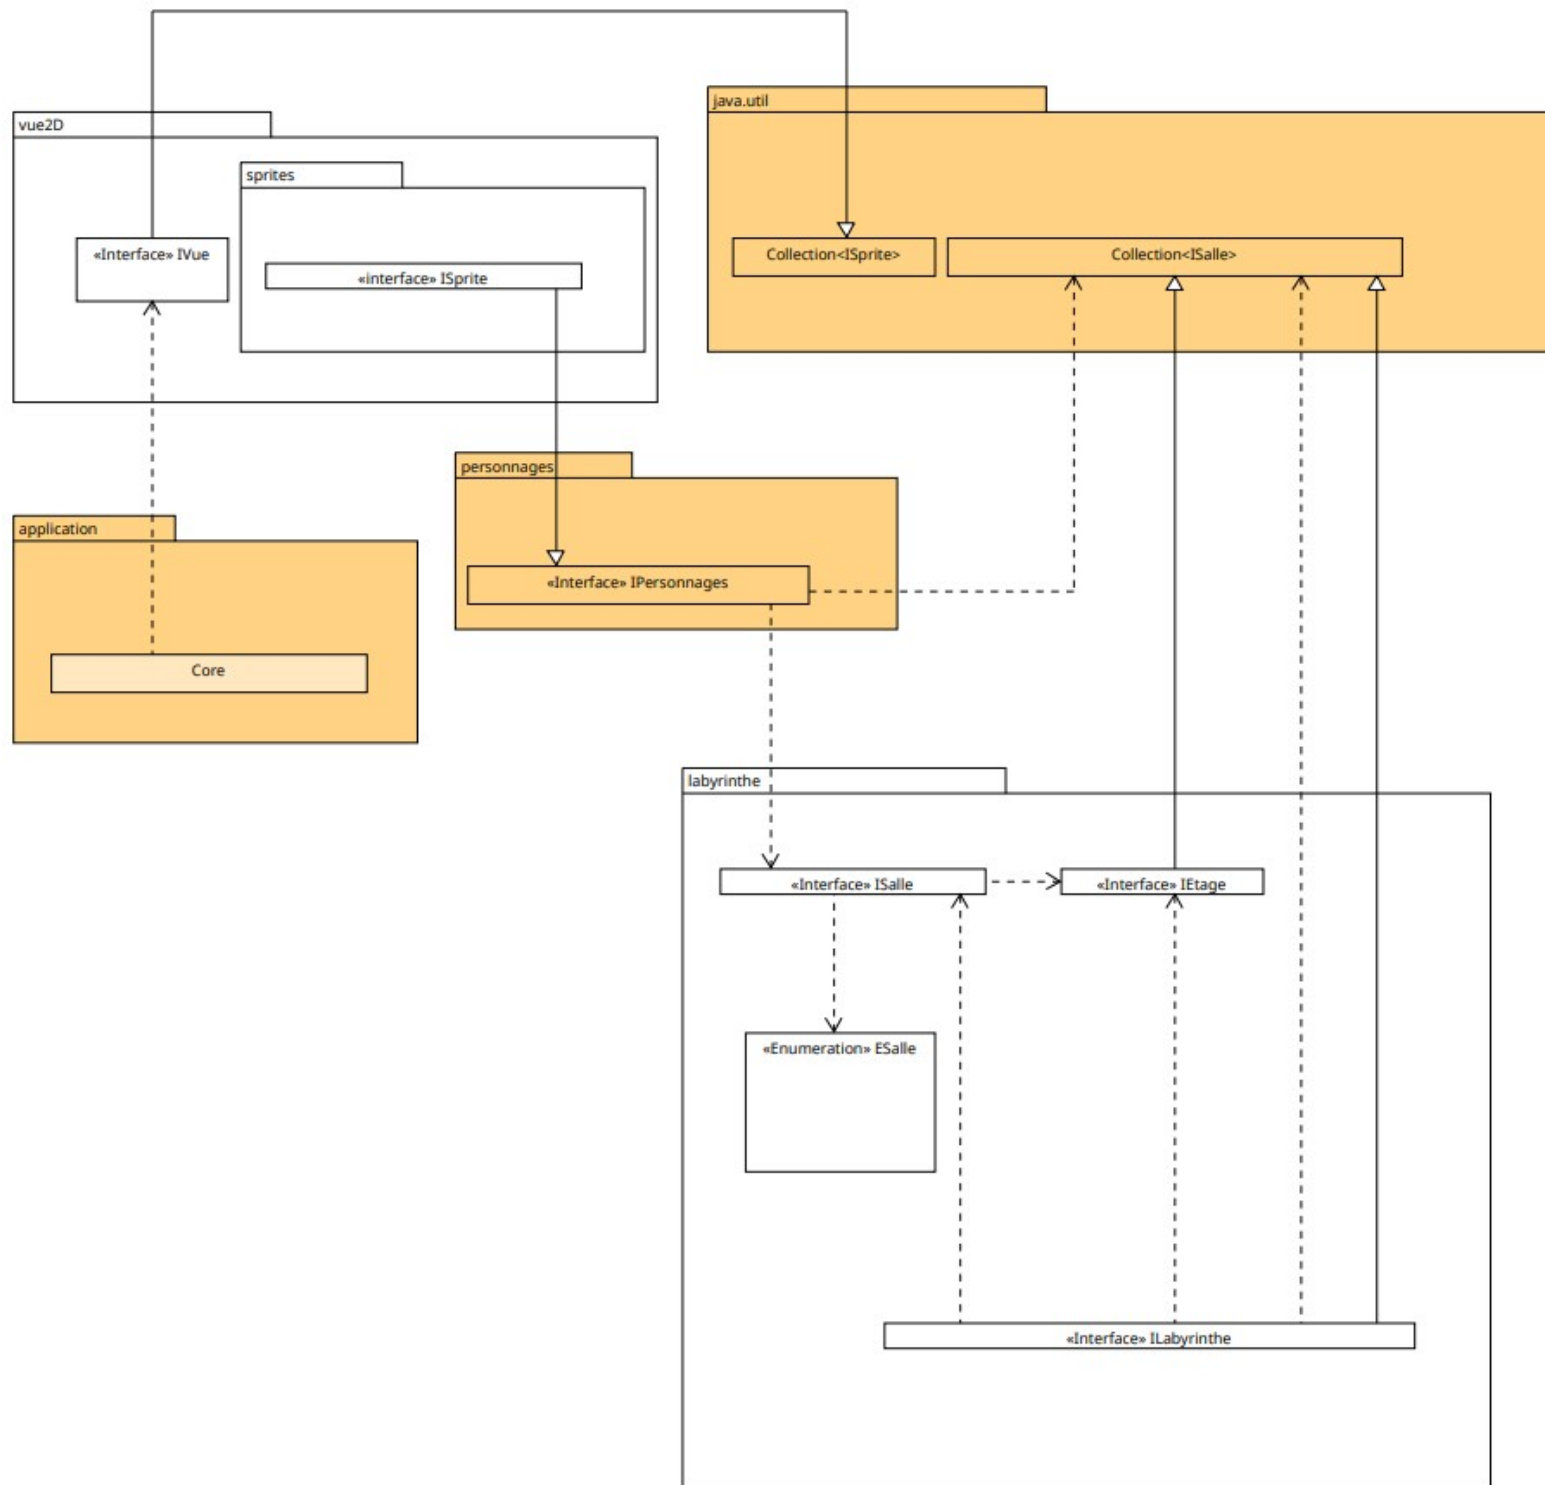 java.util
vue2D
sprites
«Interface» IVue
Collection<ISprite>
Collection<ISalle>
«interface» ISprite
personnages
application
«Interface» IPersonnages
Core
labyrinthe
«Interface» ISalle
«Interface» IEtage
«Enumeration» ESalle
«Interface» ILabyrinthe